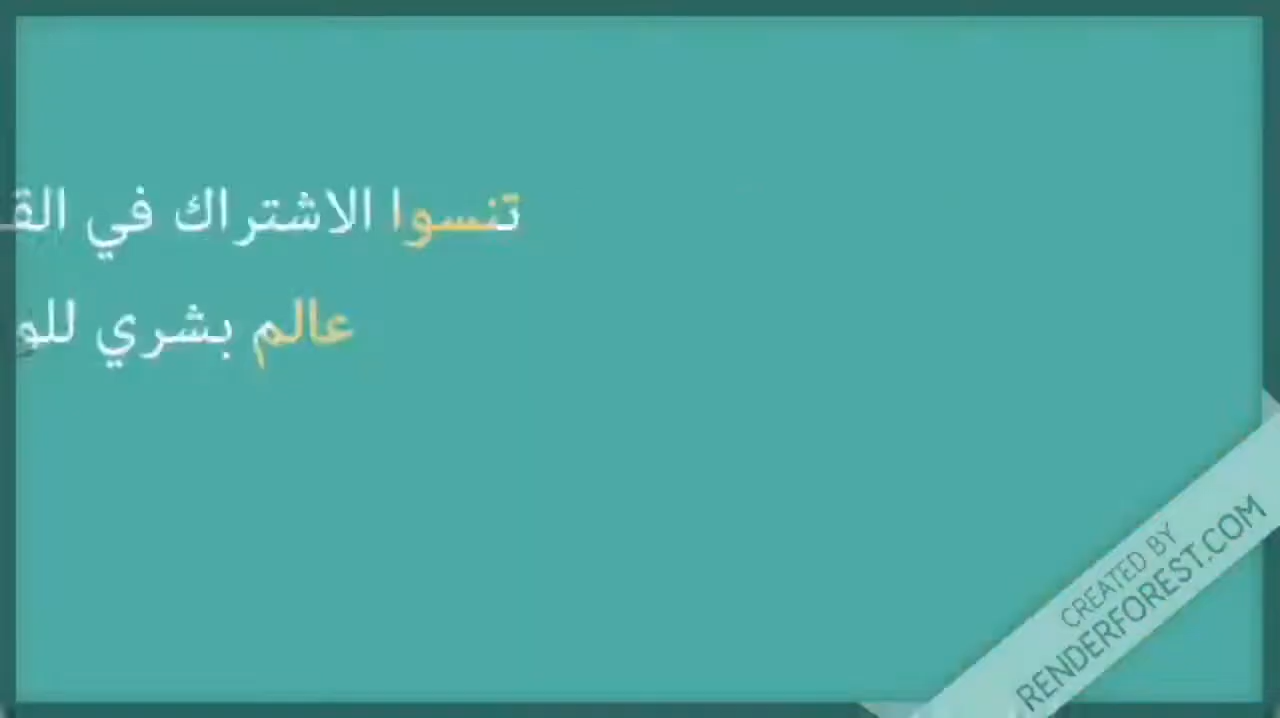 تنسوا الاشتراك في
عالم بشري
CREATED BY
RENDERFOREST.COM